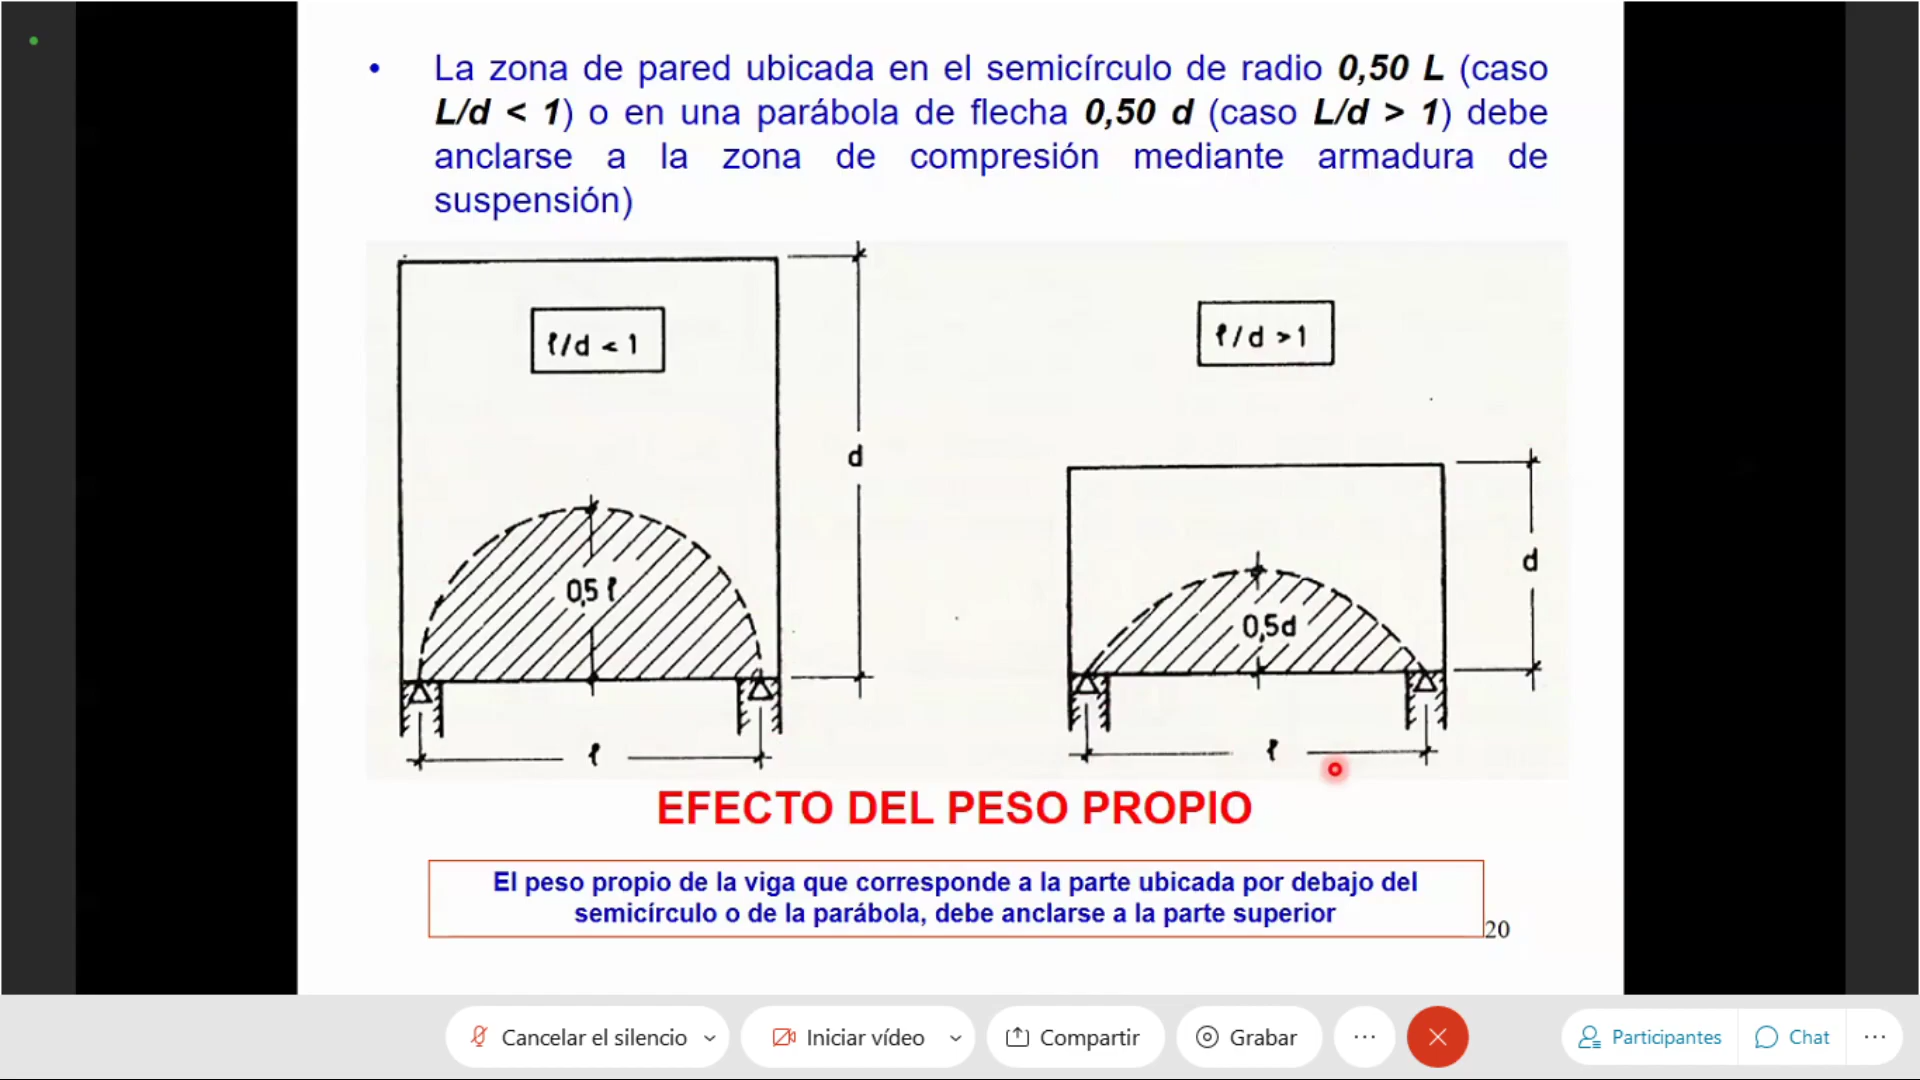 • La zona de pared ubicada en el semicírculo de radio 0,50 L (caso
L/d < 1) o en una parábola de flecha 0,50 d (caso L/d > 1) debe
anclarse a la zona de compresión mediante armadura de
suspensión)
ℓ/d < 1
ℓ/d > 1
d
d
0,5 ℓ
0,5d
ℓ
ℓ
EFECTO DEL PESO PROPIO
El peso propio de la viga que corresponde a la parte ubicada por debajo del
semicírculo o de la parábola, debe anclarse a la parte superior
20
Cancelar el silencio
Iniciar vídeo
Compartir
Grabar
Participantes
Chat